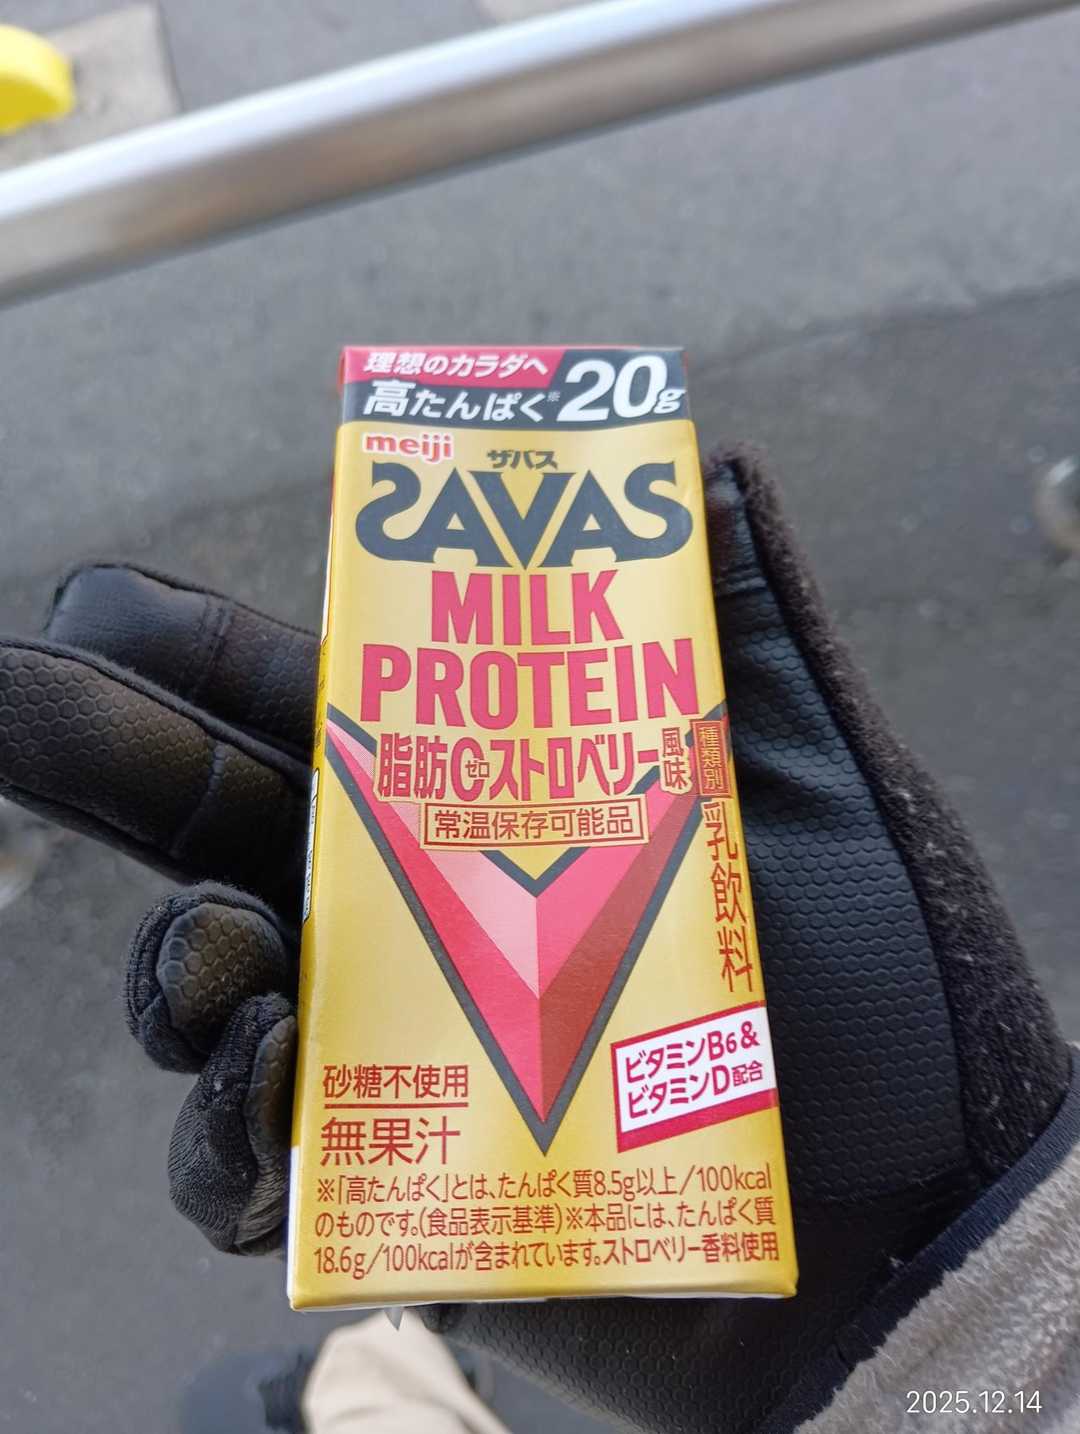 理想のカラダへ
高たんぱく※20g
meiji
ザバス
SAVAS
MILK
PROTEIN
脂肪0ゼロストロベリー風味
常温保存可能品
種類別
乳飲料
ビタミンB6&
ビタミンD配合
砂糖不使用
無果汁
※「高たんぱく」とは、たんぱく質8.5g以上/100kcal
のものです。(食品表示基準)※本品には、たんぱく質
18.6g/100kcalが含まれています。ストロベリー香料使用
2025.12.14